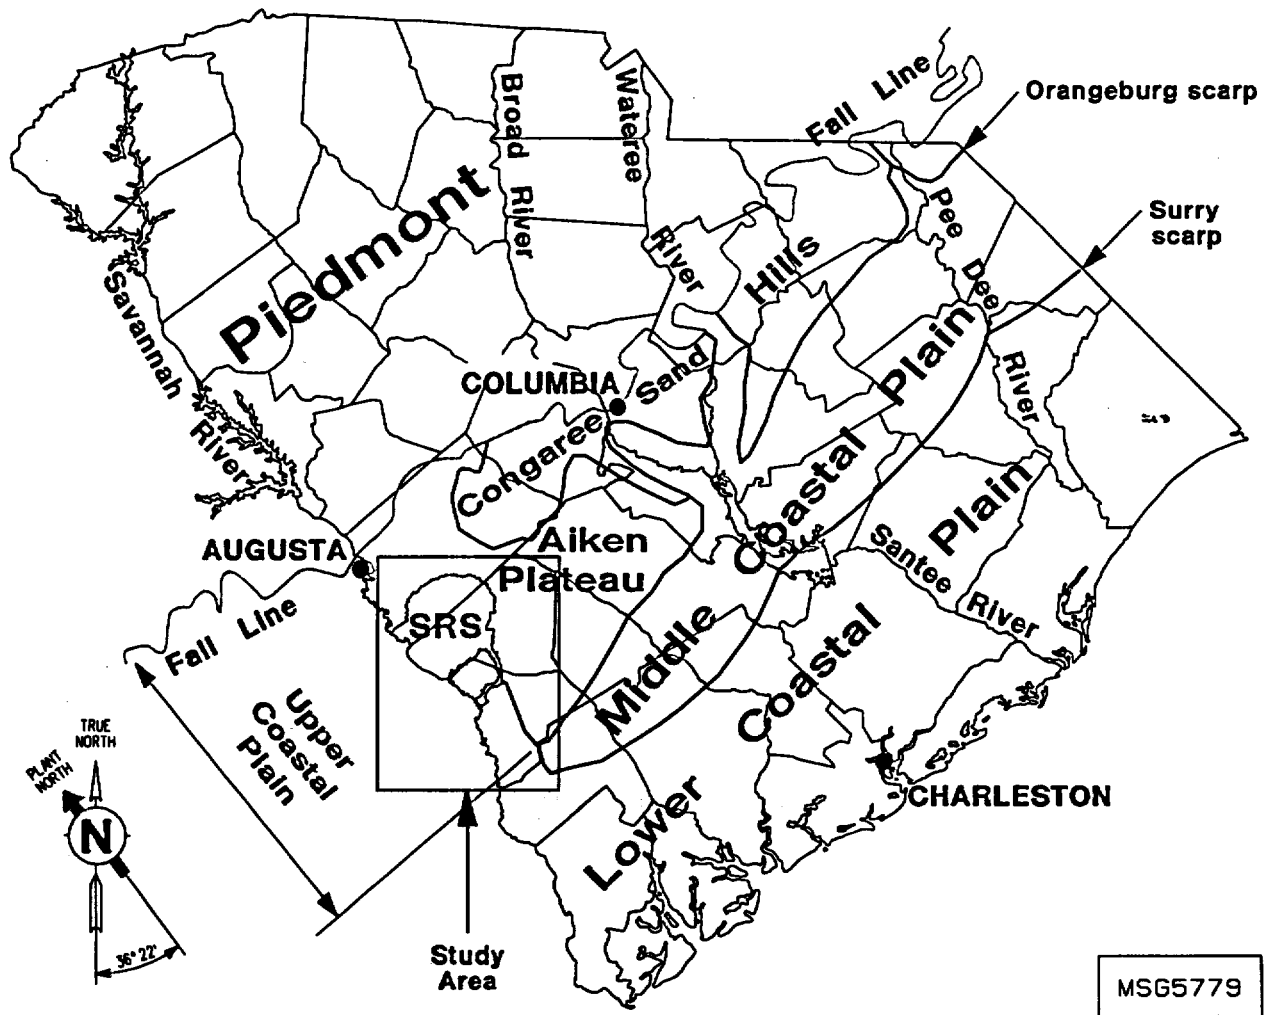 Fall Line
Orangeburg scarp
Broad River
Wateree River
Pee Dee River
Surry
scarp
Piedmont
Savannah River
Sand Hills
COLUMBIA
Congaree
Middle Coastal Plain
Aiken
Plateau
AUGUSTA
SRS
Santee River
Lower Coastal Plain
Fall Line
Upper
Coastal
Plain
CHARLESTON
TRUE
NORTH
PLANT
NORTH
N
36° 22'
Study
Area
MSG5779